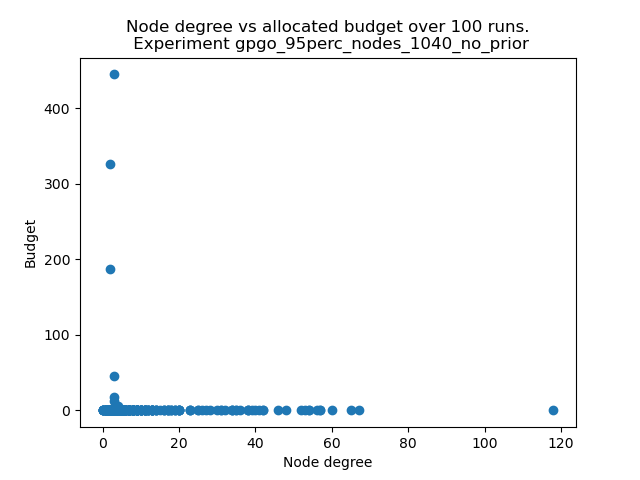 Node degree vs allocated budget over 100 runs.
Experiment gpgo_95perc_nodes_1040_no_prior
400
300
200
100
0
Budget
0 20 40 60 80 100 120
Node degree